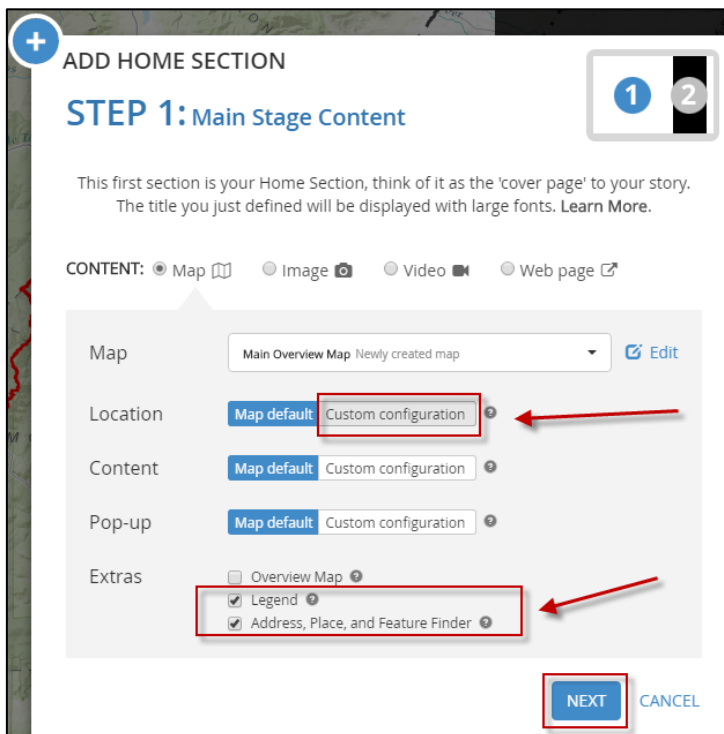 ADD HOME SECTION
STEP 1: Main Stage Content
1 2
This first section is your Home Section, think of it as the 'cover page' to your story.
The title you just defined will be displayed with large fonts. Learn More.
CONTENT: Map Image Video Web page
Map Main Overview Map Newly created map Edit
Location Map default Custom configuration ?
Content Map default Custom configuration ?
Pop-up Map default Custom configuration ?
Extras Overview Map ?
Legend ?
Address, Place, and Feature Finder ?
NEXT CANCEL